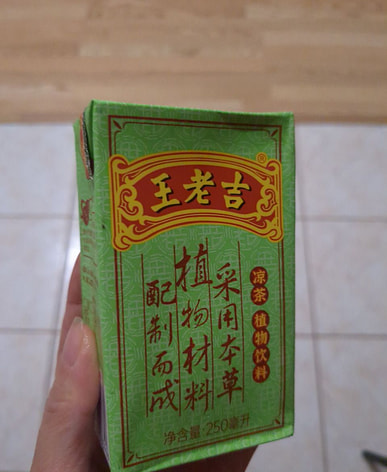 王老吉®
采用本草
植物材料
配制而成
凉茶 植物饮料
净含量:250毫升